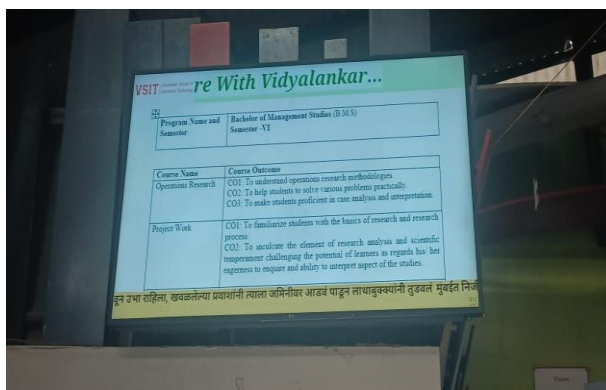 VSIT
re With Vidyalankar...
Program Name and Semester
Bachelor of Management Studies (B.M.S)
Semester -VI
Course Name
Course Outcome
Operations Research
CO1: To understand operations research methodologies.
CO2: To help students to solve various problems practically.
CO3: To make students proficient in case analysis and interpretation.
Project Work
CO1: To familiarize students with the basics of research and research
process.
CO2: To inculcate the element of research analysis and scientific
temperament challenging the potential of learners as regards his/ her
eagerness to enquire and ability to interpret aspect of the studies.
उभा राहिला, खवळलेल्या प्रवाशांनी त्याला जमिनीवर आडवं पाडून लाथाबुक्क्यांनी तुडवलं मुंबईत